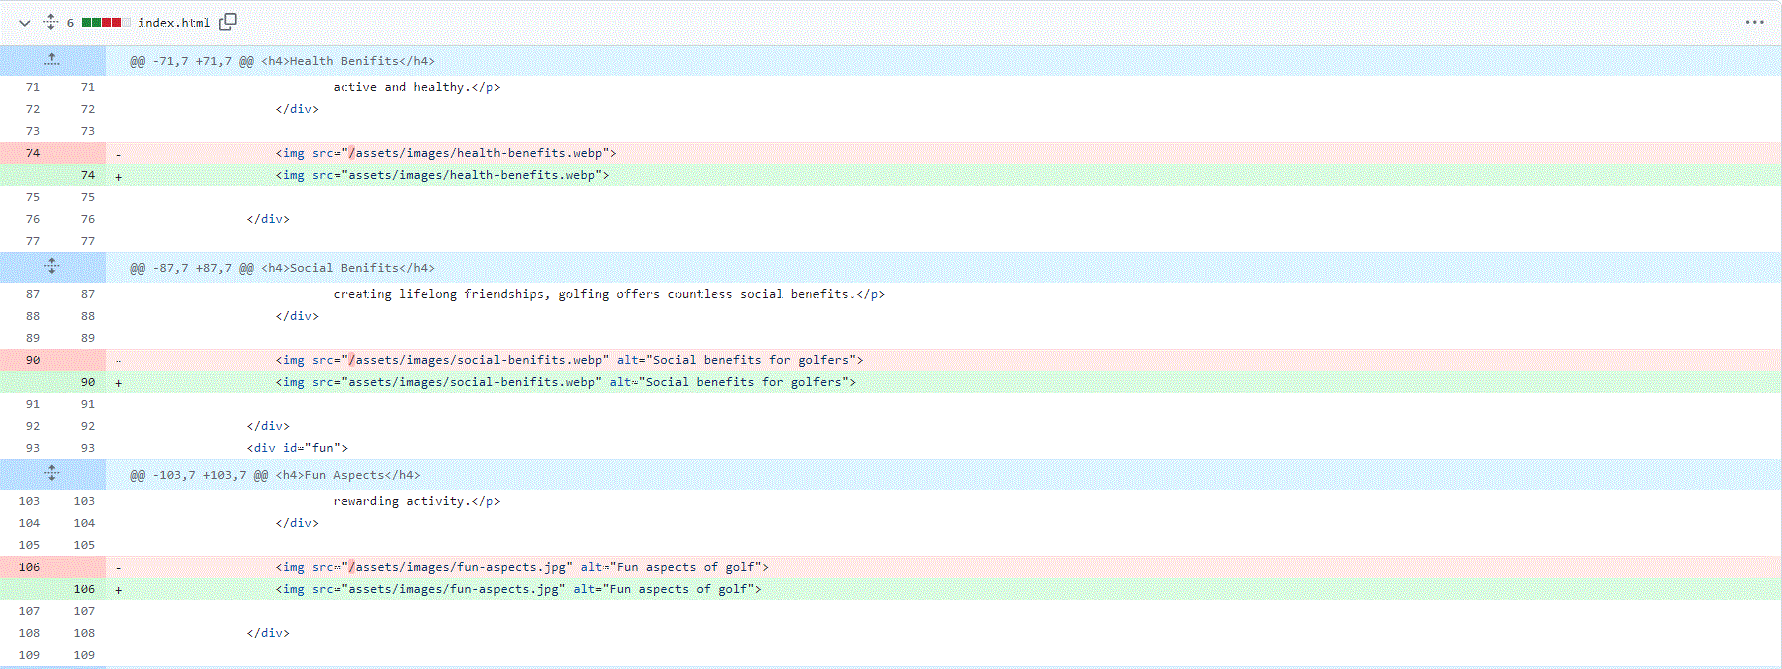 6 index.html
@@ -71,7 +71,7 @@ <h4>Health Benifits</h4>
71 71 active and healthy.</p>
72 72 </div>
73 73
74 - <img src="/assets/images/health-benefits.webp">
74 + <img src="assets/images/health-benefits.webp">
75 75
76 76 </div>
77 77
@@ -87,7 +87,7 @@ <h4>Social Benifits</h4>
87 87 creating lifelong friendships, golfing offers countless social benefits.</p>
88 88 </div>
89 89
90 - <img src="/assets/images/social-benifits.webp" alt="Social benefits for golfers">
90 + <img src="assets/images/social-benifits.webp" alt="Social benefits for golfers">
91 91
92 92 </div>
93 93 <div id="fun">
@@ -103,7 +103,7 @@ <h4>Fun Aspects</h4>
103 103 rewarding activity.</p>
104 104 </div>
105 105
106 - <img src="/assets/images/fun-aspects.jpg" alt="Fun aspects of golf">
106 + <img src="assets/images/fun-aspects.jpg" alt="Fun aspects of golf">
107 107
108 108 </div>
109 109